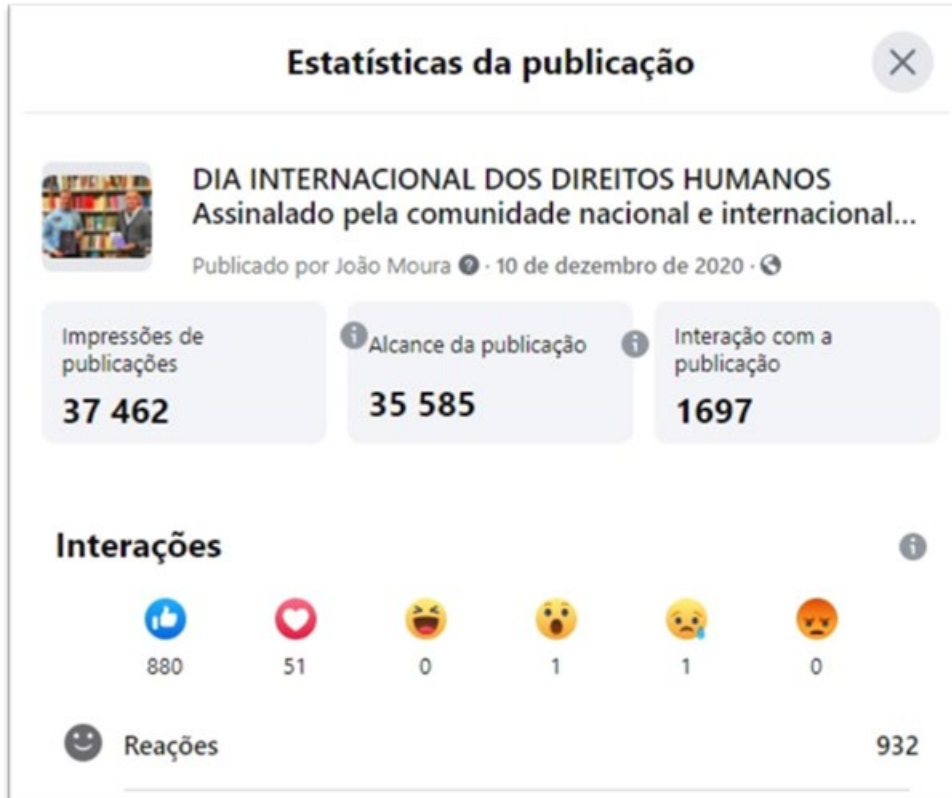 Estatísticas da publicação
DIA INTERNACIONAL DOS DIREITOS HUMANOS
Assinalado pela comunidade nacional e internacional...
Publicado por João Moura · 10 de dezembro de 2020 ·
Impressões de
publicações
37 462
Alcance da publicação
35 585
Interação com a
publicação
1697
Interações
880 51 0 1 1 0
Reações 932